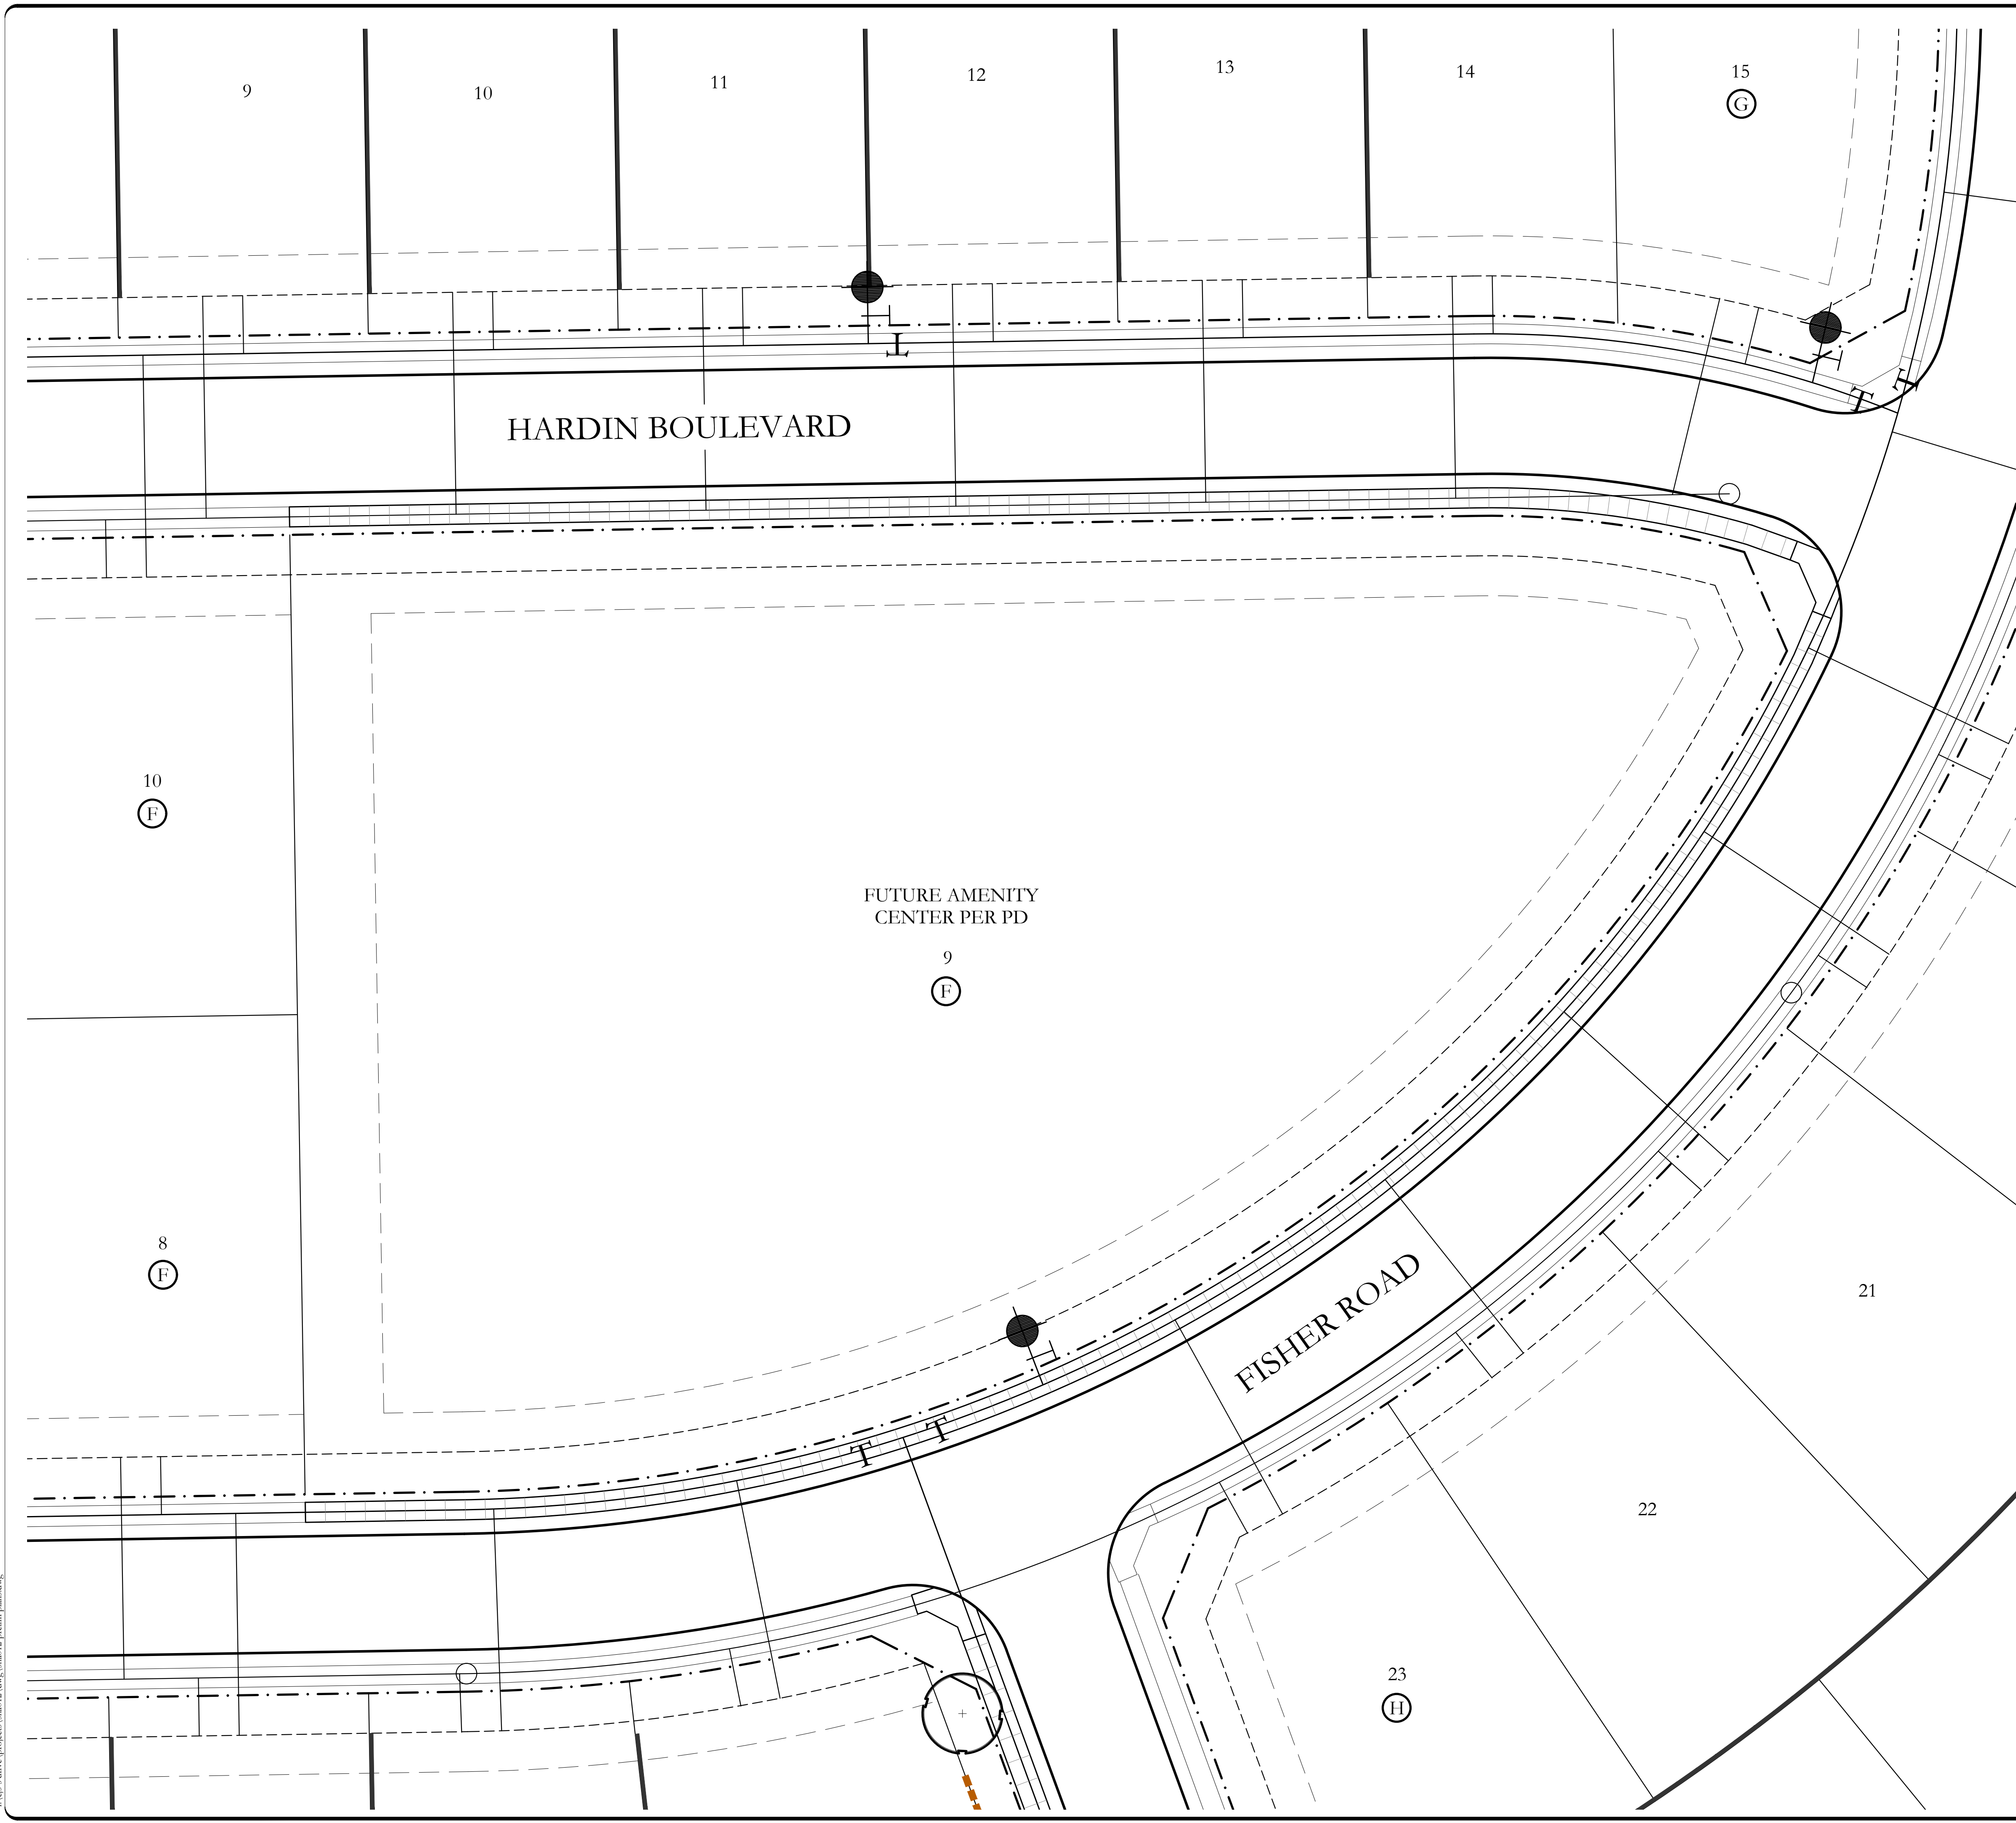 9
10
11
12
13
14
15
G
HARDIN BOULEVARD
10
F
FUTURE AMENITY
CENTER PER PD
9
F
8
F
FISHER ROAD
21
22
23
H